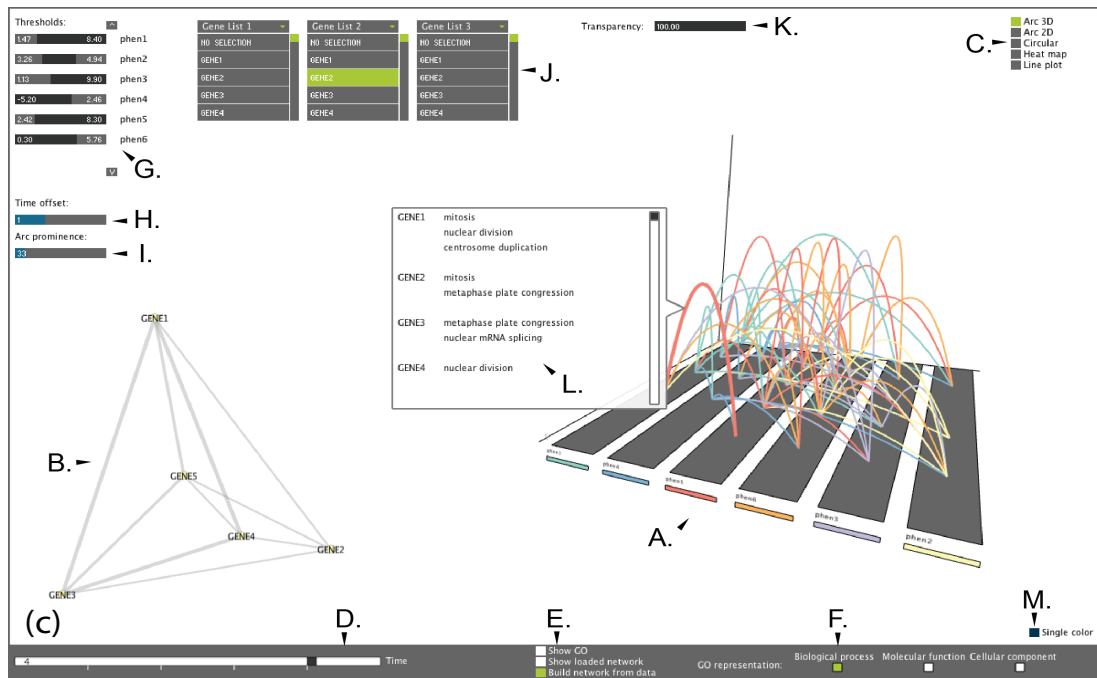 Thresholds:
^
1.47 8.40 phen1
3.26 4.94 phen2
1.13 9.90 phen3
-5.20 2.46 phen4
2.42 8.30 phen5
0.30 5.76 phen6
G.
V
Gene List 1
NO SELECTION
GENE1
GENE2
GENE3
GENE4
Gene List 2
NO SELECTION
GENE1
GENE2
GENE3
GENE4
Gene List 3
NO SELECTION
GENE1
GENE2
GENE3
GENE4
J.
Transparency:
100.00
K.
C.
Arc 3D
Arc 2D
Circular
Heat map
Line plot
Time offset:
1
H.
Arc prominence:
33
I.
GENE1 mitosis
nuclear division
centrosome duplication
GENE2 mitosis
metaphase plate congression
GENE3 metaphase plate congression
nuclear mRNA splicing
GENE4 nuclear division
L.
GENE1
B.
GENE5
GENE4
GENE2
GENE3
phen1
phen4
phen5
phen6
phen3
phen2
A.
(c)
D.
E.
F.
M.
Single color
4
Time
Show GO
Show loaded network
Build network from data
GO representation:
Biological process
Molecular function
Cellular component